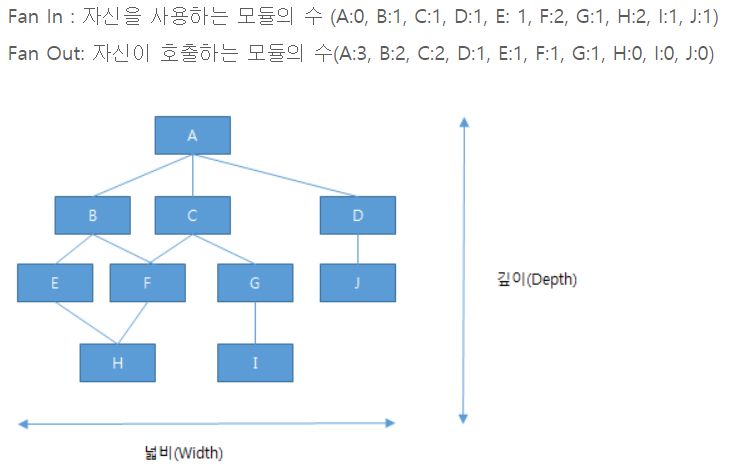 Fan In : 자신을 사용하는 모듈의 수 (A:0, B:1, C:1, D:1, E: 1, F:2, G:1, H:2, I:1, J:1)
Fan Out: 자신이 호출하는 모듈의 수(A:3, B:2, C:2, D:1, E:1, F:1, G:1, H:0, I:0, J:0)
A
B
C
D
E
F
G
J
깊이(Depth)
H
I
넓비(Width)